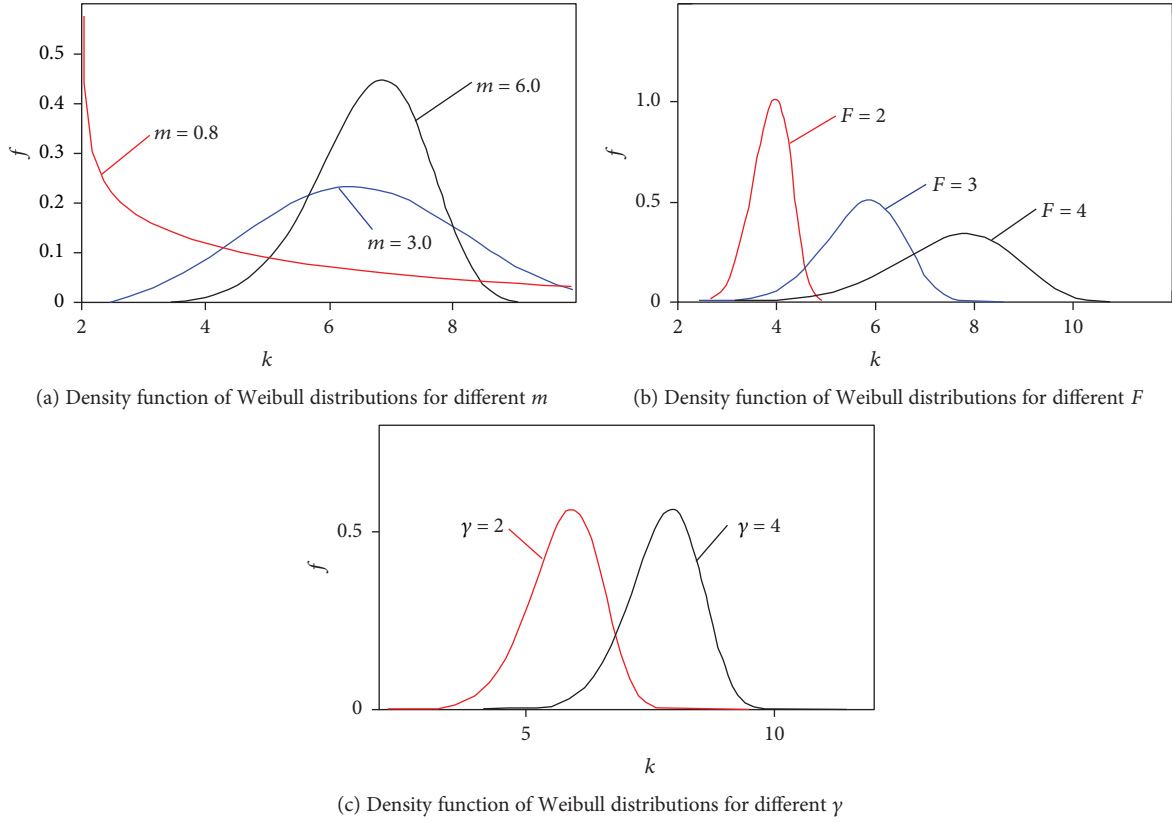 0.5
0.4
0.3
0.2
0.1
0
f
m = 6.0
m = 0.8
m = 3.0
2
4
6
8
k
(a) Density function of Weibull distributions for different m
1.0
0.5
0
f
F = 2
F = 3
F = 4
2
4
6
8
10
k
(b) Density function of Weibull distributions for different F
0.5
0
f
γ = 2
γ = 4
5
10
k
(c) Density function of Weibull distributions for different γ